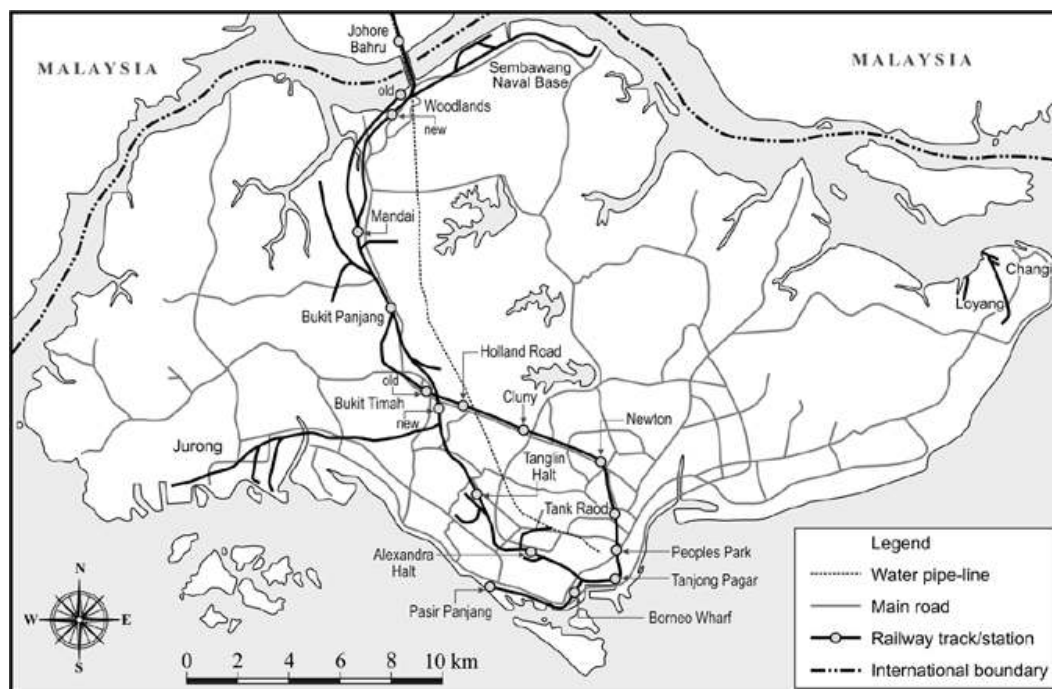 Johore
Bahru
MALAYSIA
MALAYSIA
Sembawang
Naval Base
old
Woodlands
new
Mandai
Changi
Loyang
Bukit Panjang
Holland Road
old
Cluny
Bukit Timah
new
Newton
Jurong
Tanglin
Halt
Tank Raod
Alexandra
Halt
Peoples Park
Tanjong Pagar
Pasir Panjang
Borneo Wharf
Legend
Water pipe-line
Main road
Railway track/station
International boundary
N
W
E
S
0 2 4 6 8 10 km